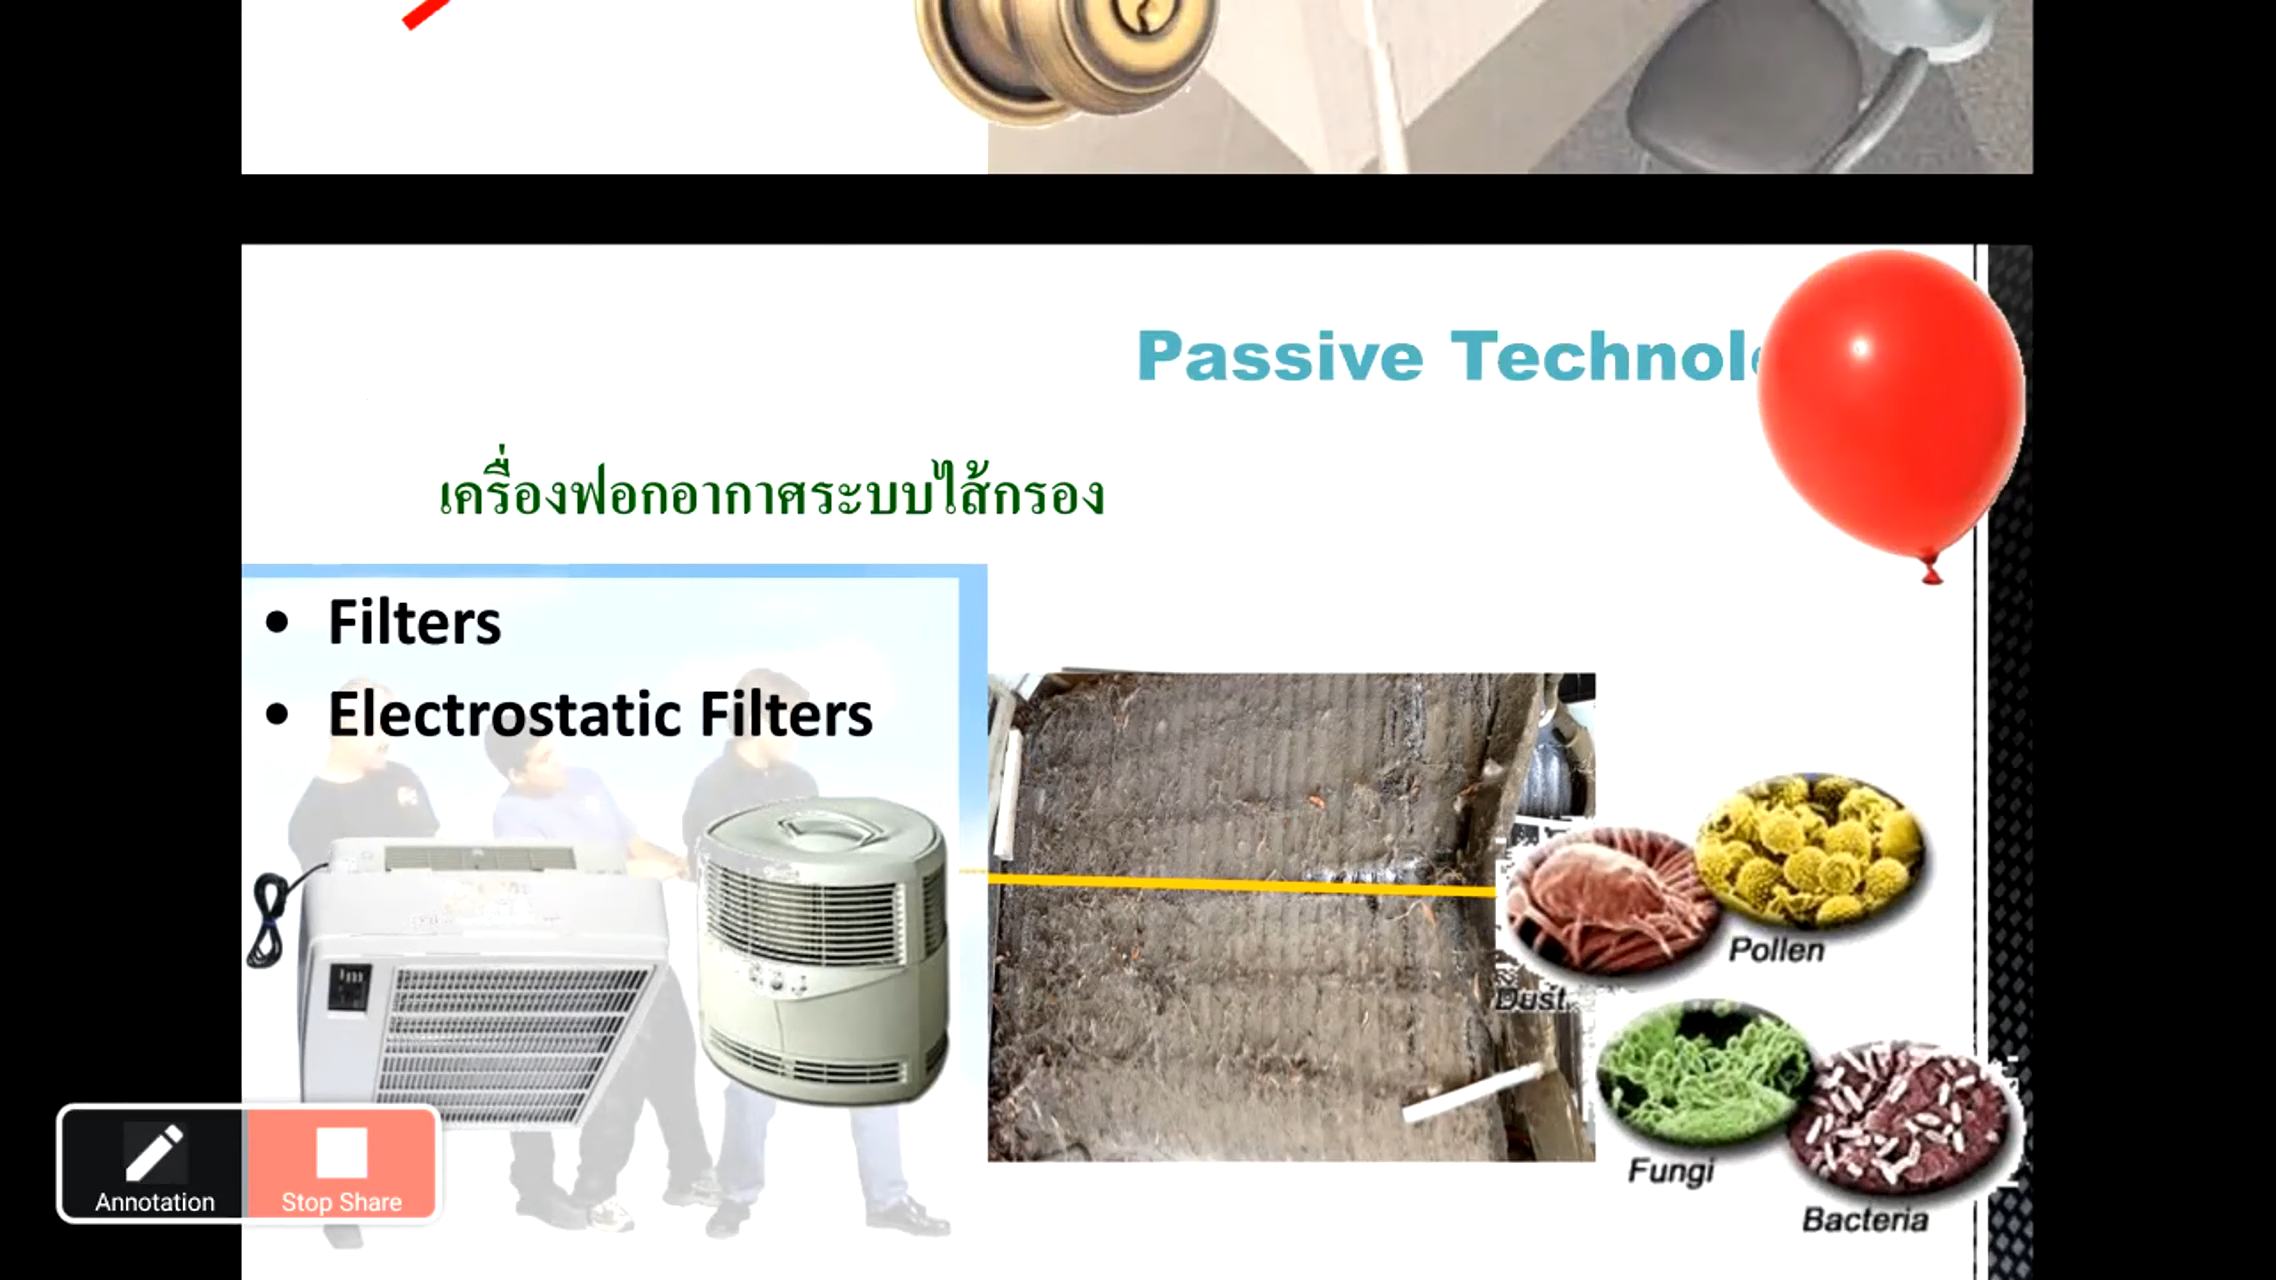 Passive Technol
เครื่องฟอกอากาศระบบไส้กรอง
• Filters
• Electrostatic Filters
Pollen
Dust
Fungi
Bacteria
Annotation
Stop Share